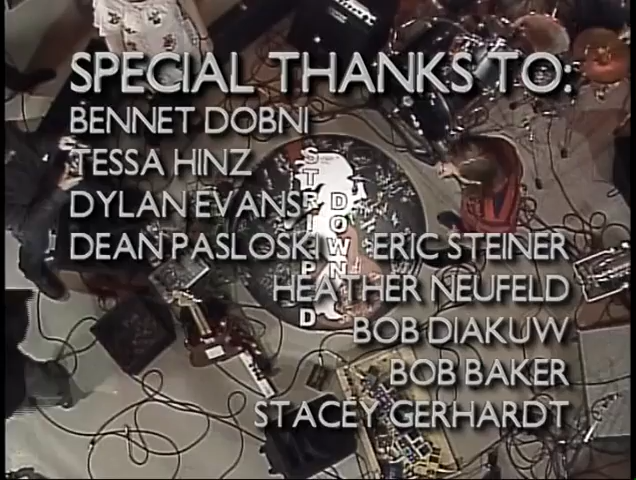 SPECIAL THANKS TO:
BENNET DOBNI
TESSA HINZ
DYLAN EVANS
DEAN PASLOSKI
ERIC STEINER
HEATHER NEUFELD
BOB DIAKUW
BOB BAKER
STACEY GERHARDT
STRIPPD
DOWN